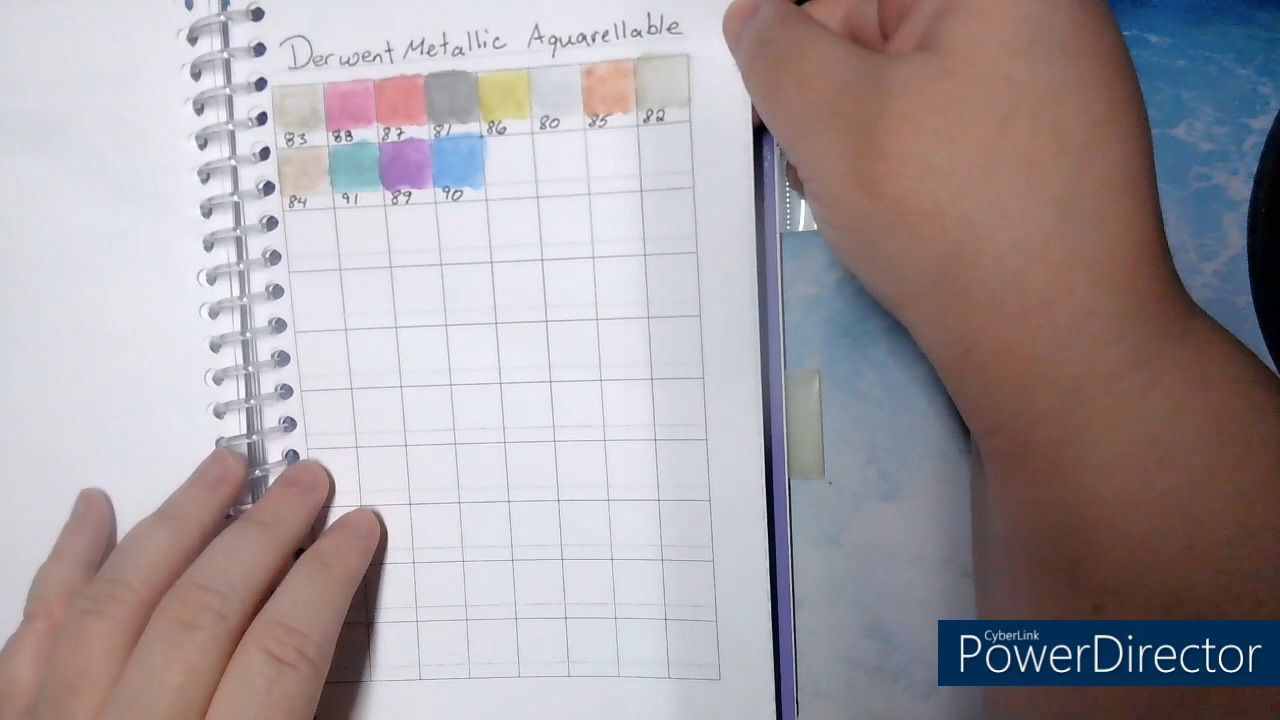 Derwent Metallic Aquarellable
83 88 87 81 86 80 85 82
84 91 89 90
CyberLink
PowerDirector